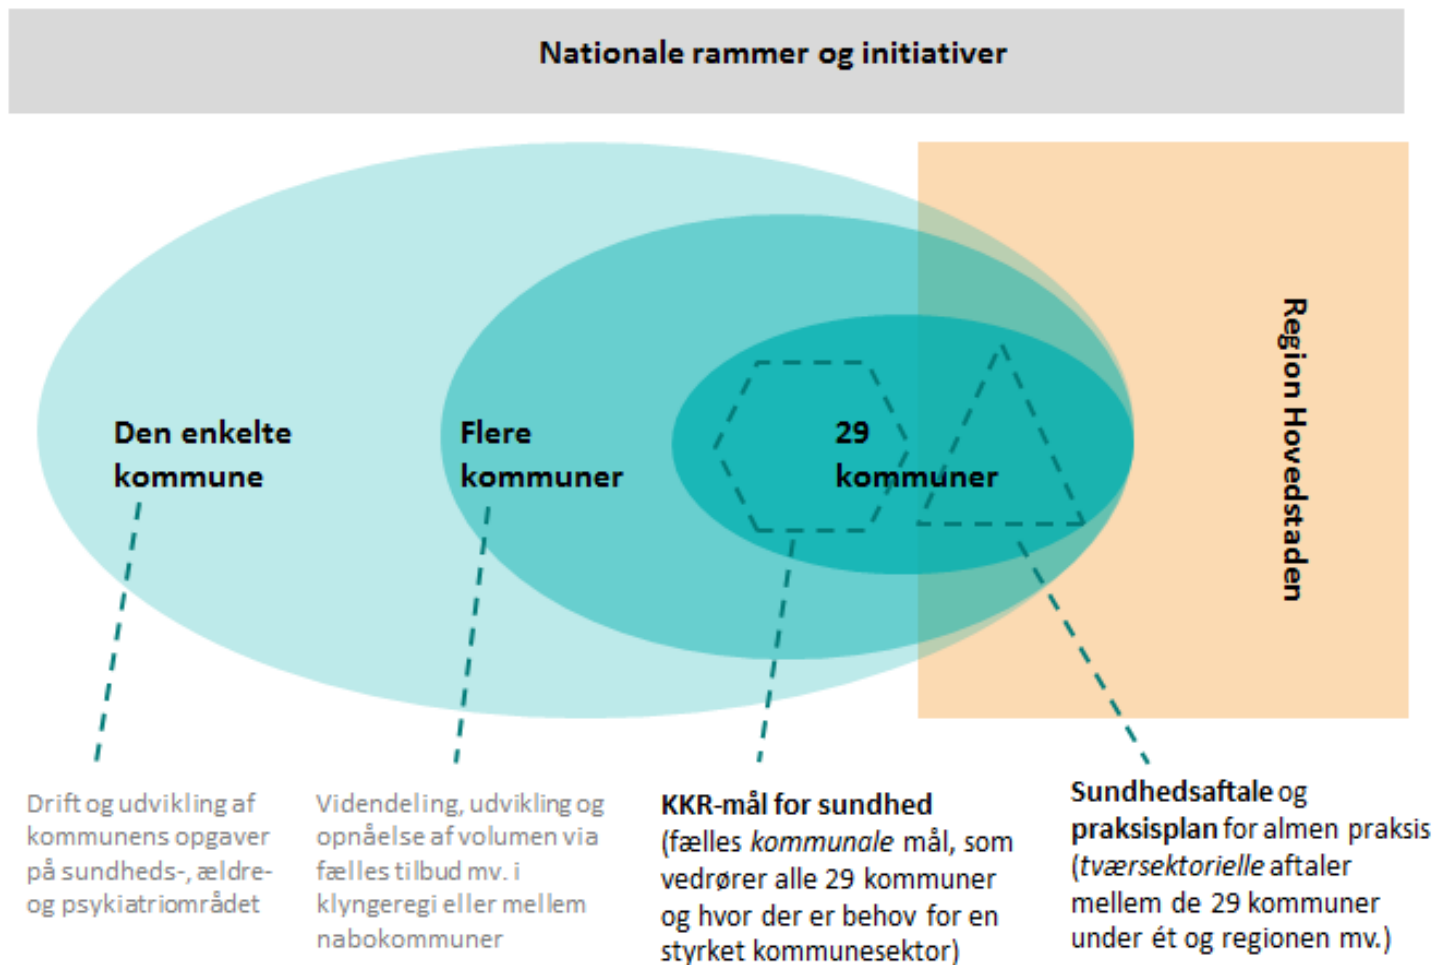 Nationale rammer og initiativer
Den enkelte
kommune
Flere
kommuner
29
kommuner
Region Hovedstaden
Drift og udvikling af
kommunens opgaver
på sundheds-, ældre-
og psykiatriområdet
Videndeling, udvikling og
opnåelse af volumen via
fælles tilbud mv. i
klyngeregi eller mellem
nabokommuner
KKR-mål for sundhed
(fælles kommunale mål, som
vedrører alle 29 kommuner
og hvor der er behov for en
styrket kommunesektor)
Sundhedsaftale og
praksisplan for almen praksis
(tværsektorielle aftaler
mellem de 29 kommuner
under ét og regionen mv.)